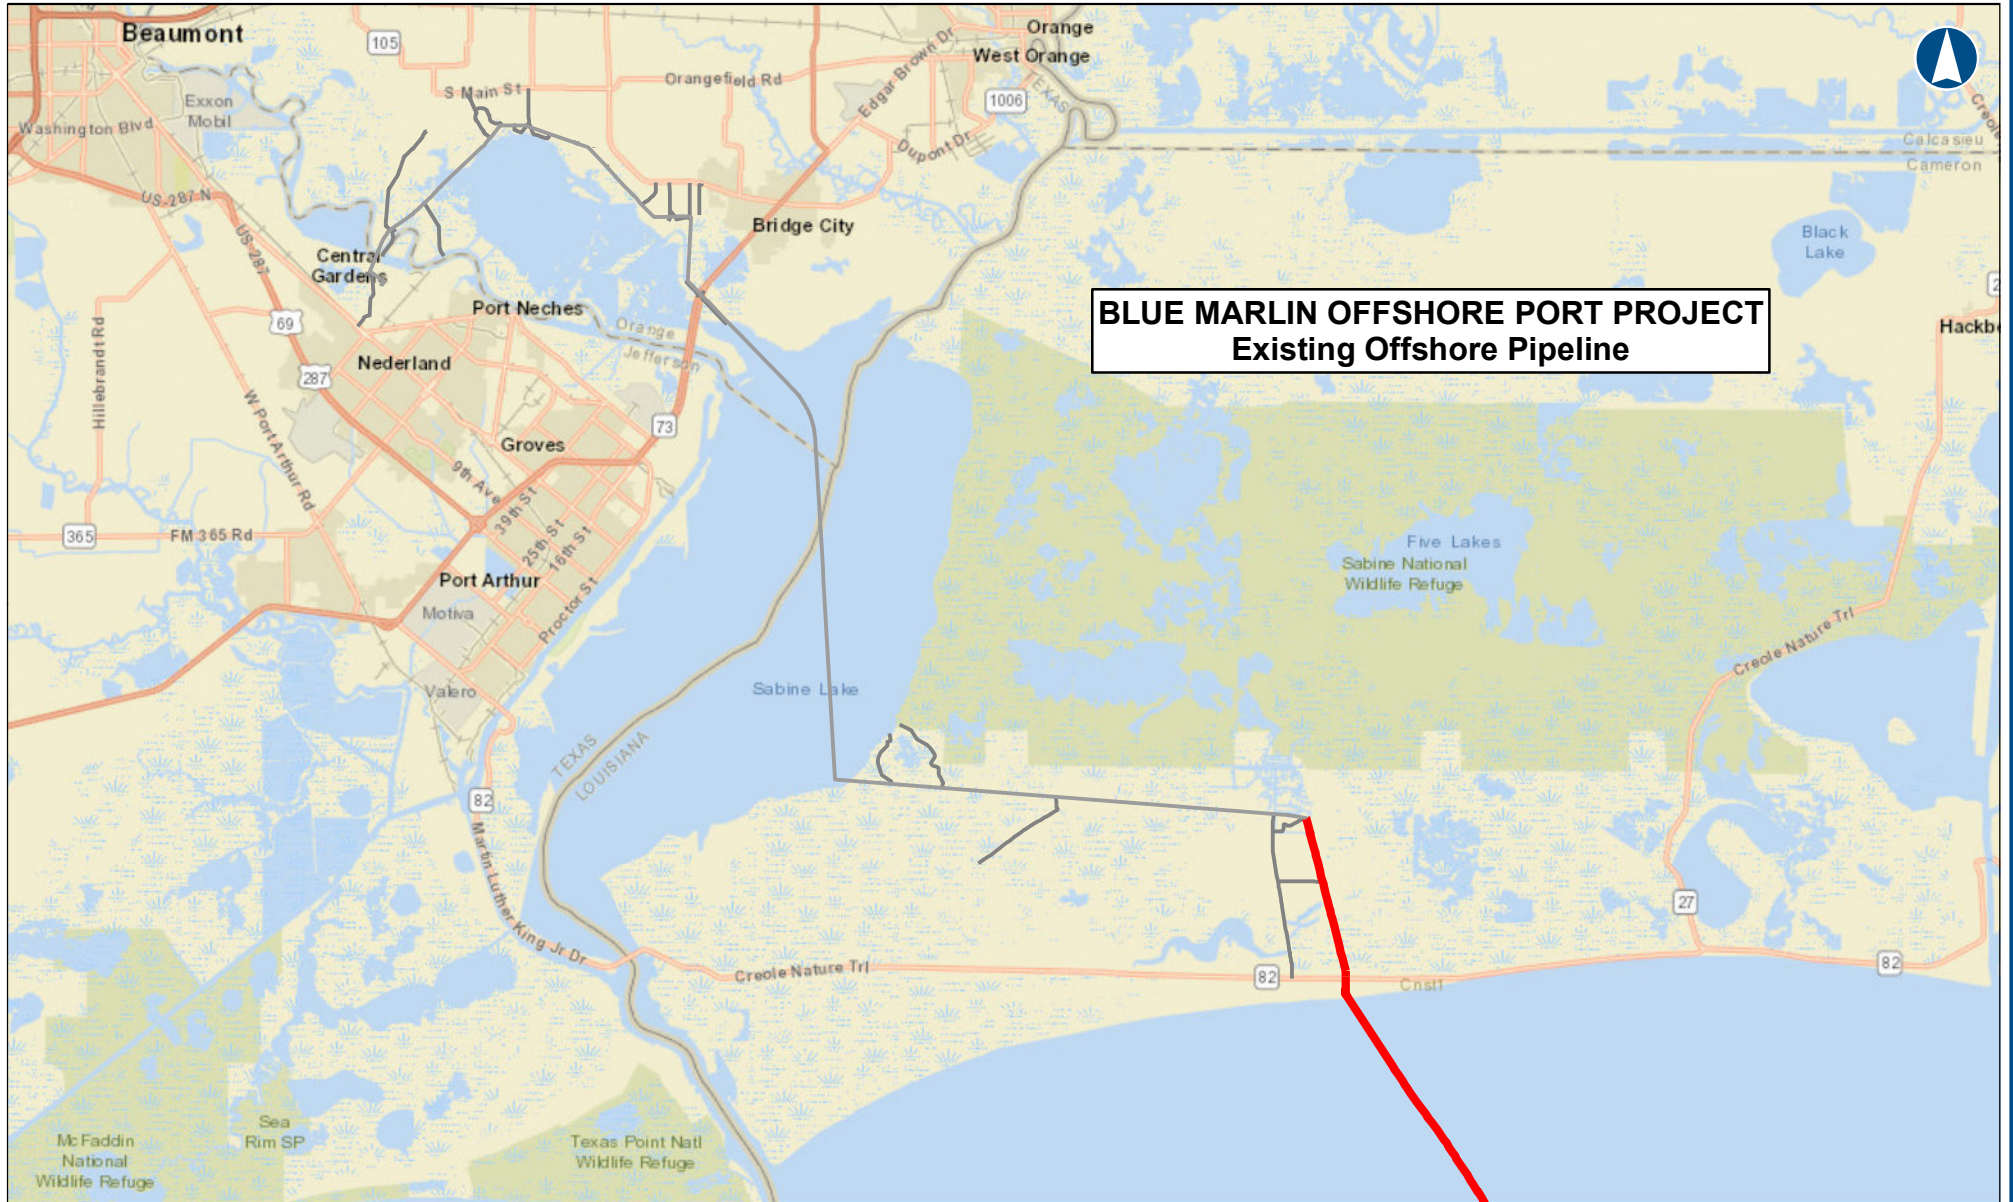 Beaumont
105
Orange
West Orange
Edgar Brown Dr
Orangefield Rd
S Main St
Exxon
Mobil
Washington Blvd
1006
TEXAS
Dupont Dr
Creole
Calcasieu
Cameron
US-287 N
US-287
Bridge City
Black
Lake
Central
Gardens
Port Neches
Orange
Jefferson
BLUE MARLIN OFFSHORE PORT PROJECT
Existing Offshore Pipeline
2
Hackbe
69
Hillebrandt Rd
Nederland
287
W Port Arthur Rd
73
Groves
9th Ave
39th St
25th St
16th St
365
FM 365 Rd
Five Lakes
Sabine National
Wildlife Refuge
Port Arthur
Motiva
Proctor St
Creole Nature Trl
Valero
Sabine Lake
TEXAS
LOUISIANA
82
Martin Luther King Jr Dr
27
Creole Nature Trl
82
Cnstl
82
Sea
Rim SP
McFaddin
National
Wildlife Refuge
Texas Point Natl
Wildlife Refuge